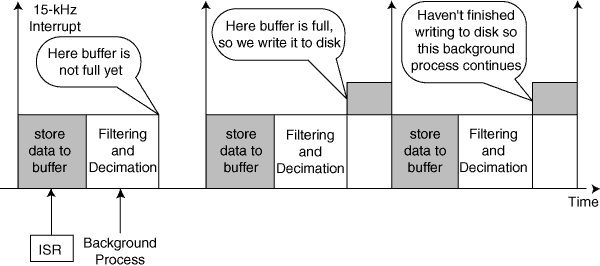 15-kHz
Interrupt
Here buffer is
not full yet
Here buffer is full,
so we write it to disk
Haven't finished
writing to disk so
this background
process continues
store
data to
buffer
Filtering
and
Decimation
store
data to
buffer
Filtering
and
Decimation
store
data to
buffer
Filtering
and
Decimation
Time
ISR
Background
Process